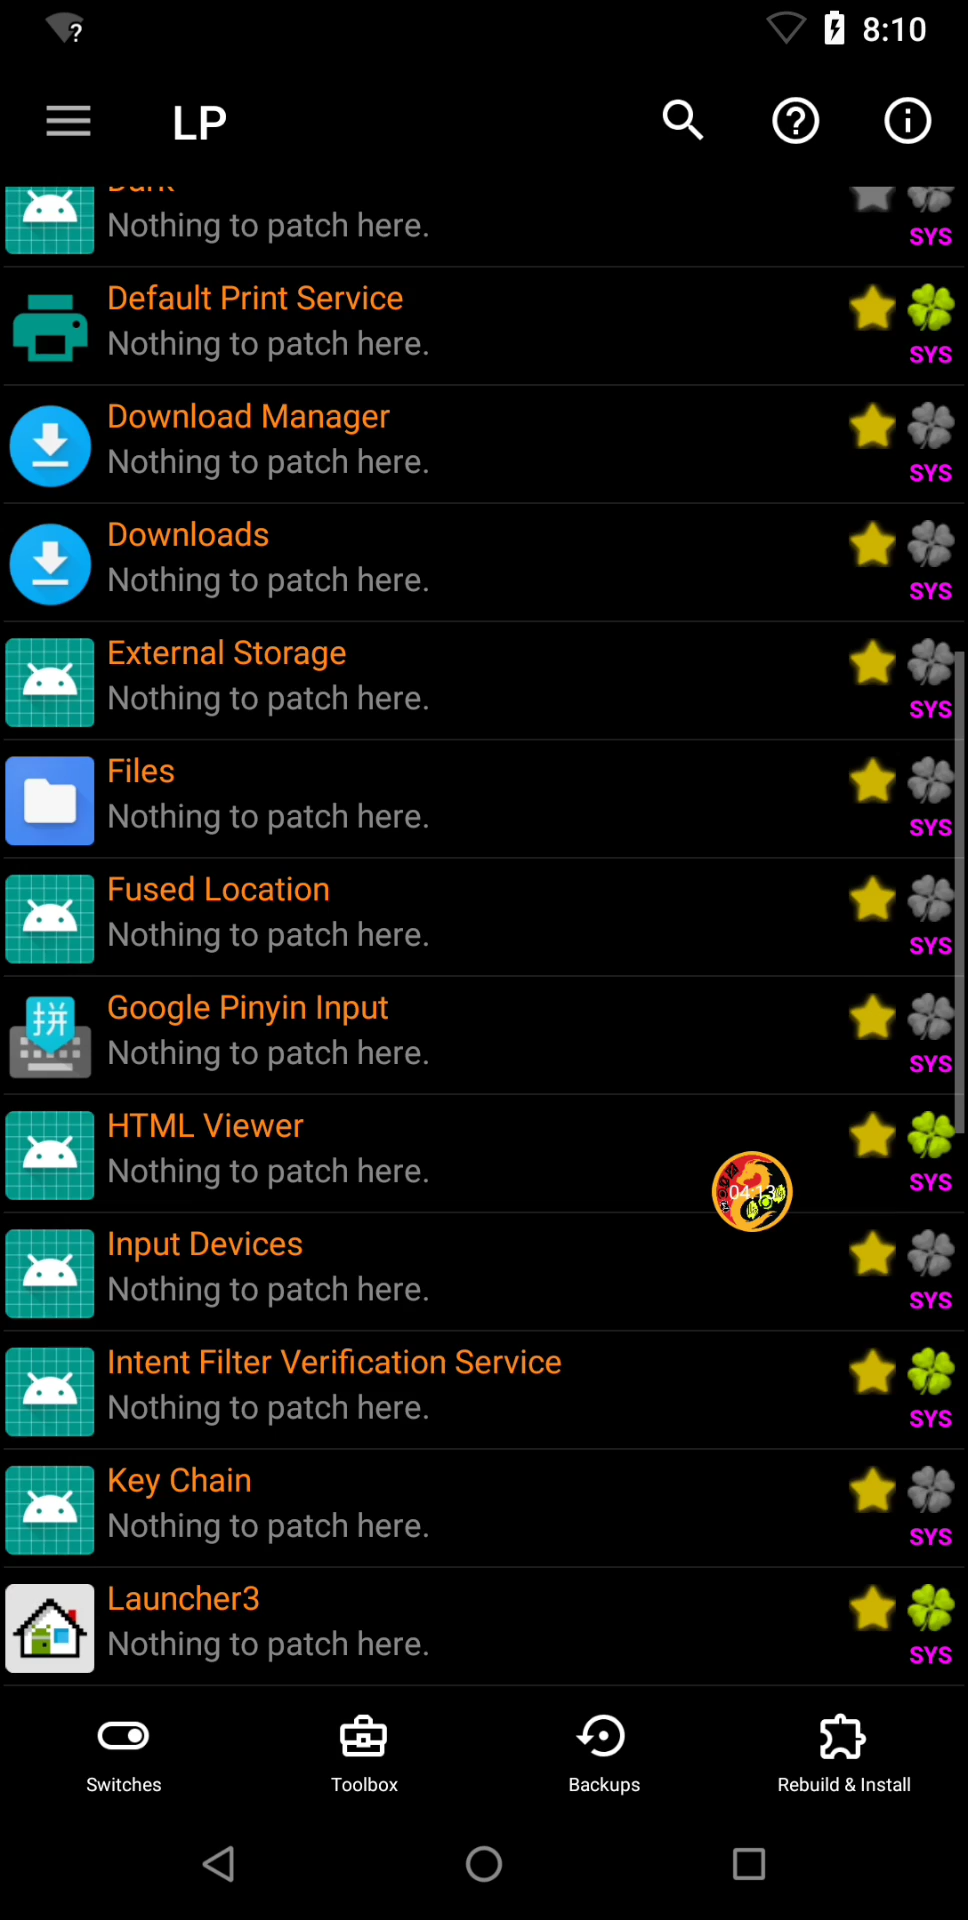 8:10
LP
Dark
Nothing to patch here.
SYS
Default Print Service
Nothing to patch here.
SYS
Download Manager
Nothing to patch here.
SYS
Downloads
Nothing to patch here.
SYS
External Storage
Nothing to patch here.
SYS
Files
Nothing to patch here.
SYS
Fused Location
Nothing to patch here.
SYS
拼
Google Pinyin Input
Nothing to patch here.
SYS
HTML Viewer
Nothing to patch here.
SYS
04:13
Input Devices
Nothing to patch here.
SYS
Intent Filter Verification Service
Nothing to patch here.
SYS
Key Chain
Nothing to patch here.
SYS
Launcher3
Nothing to patch here.
SYS
Switches
Toolbox
Backups
Rebuild & Install